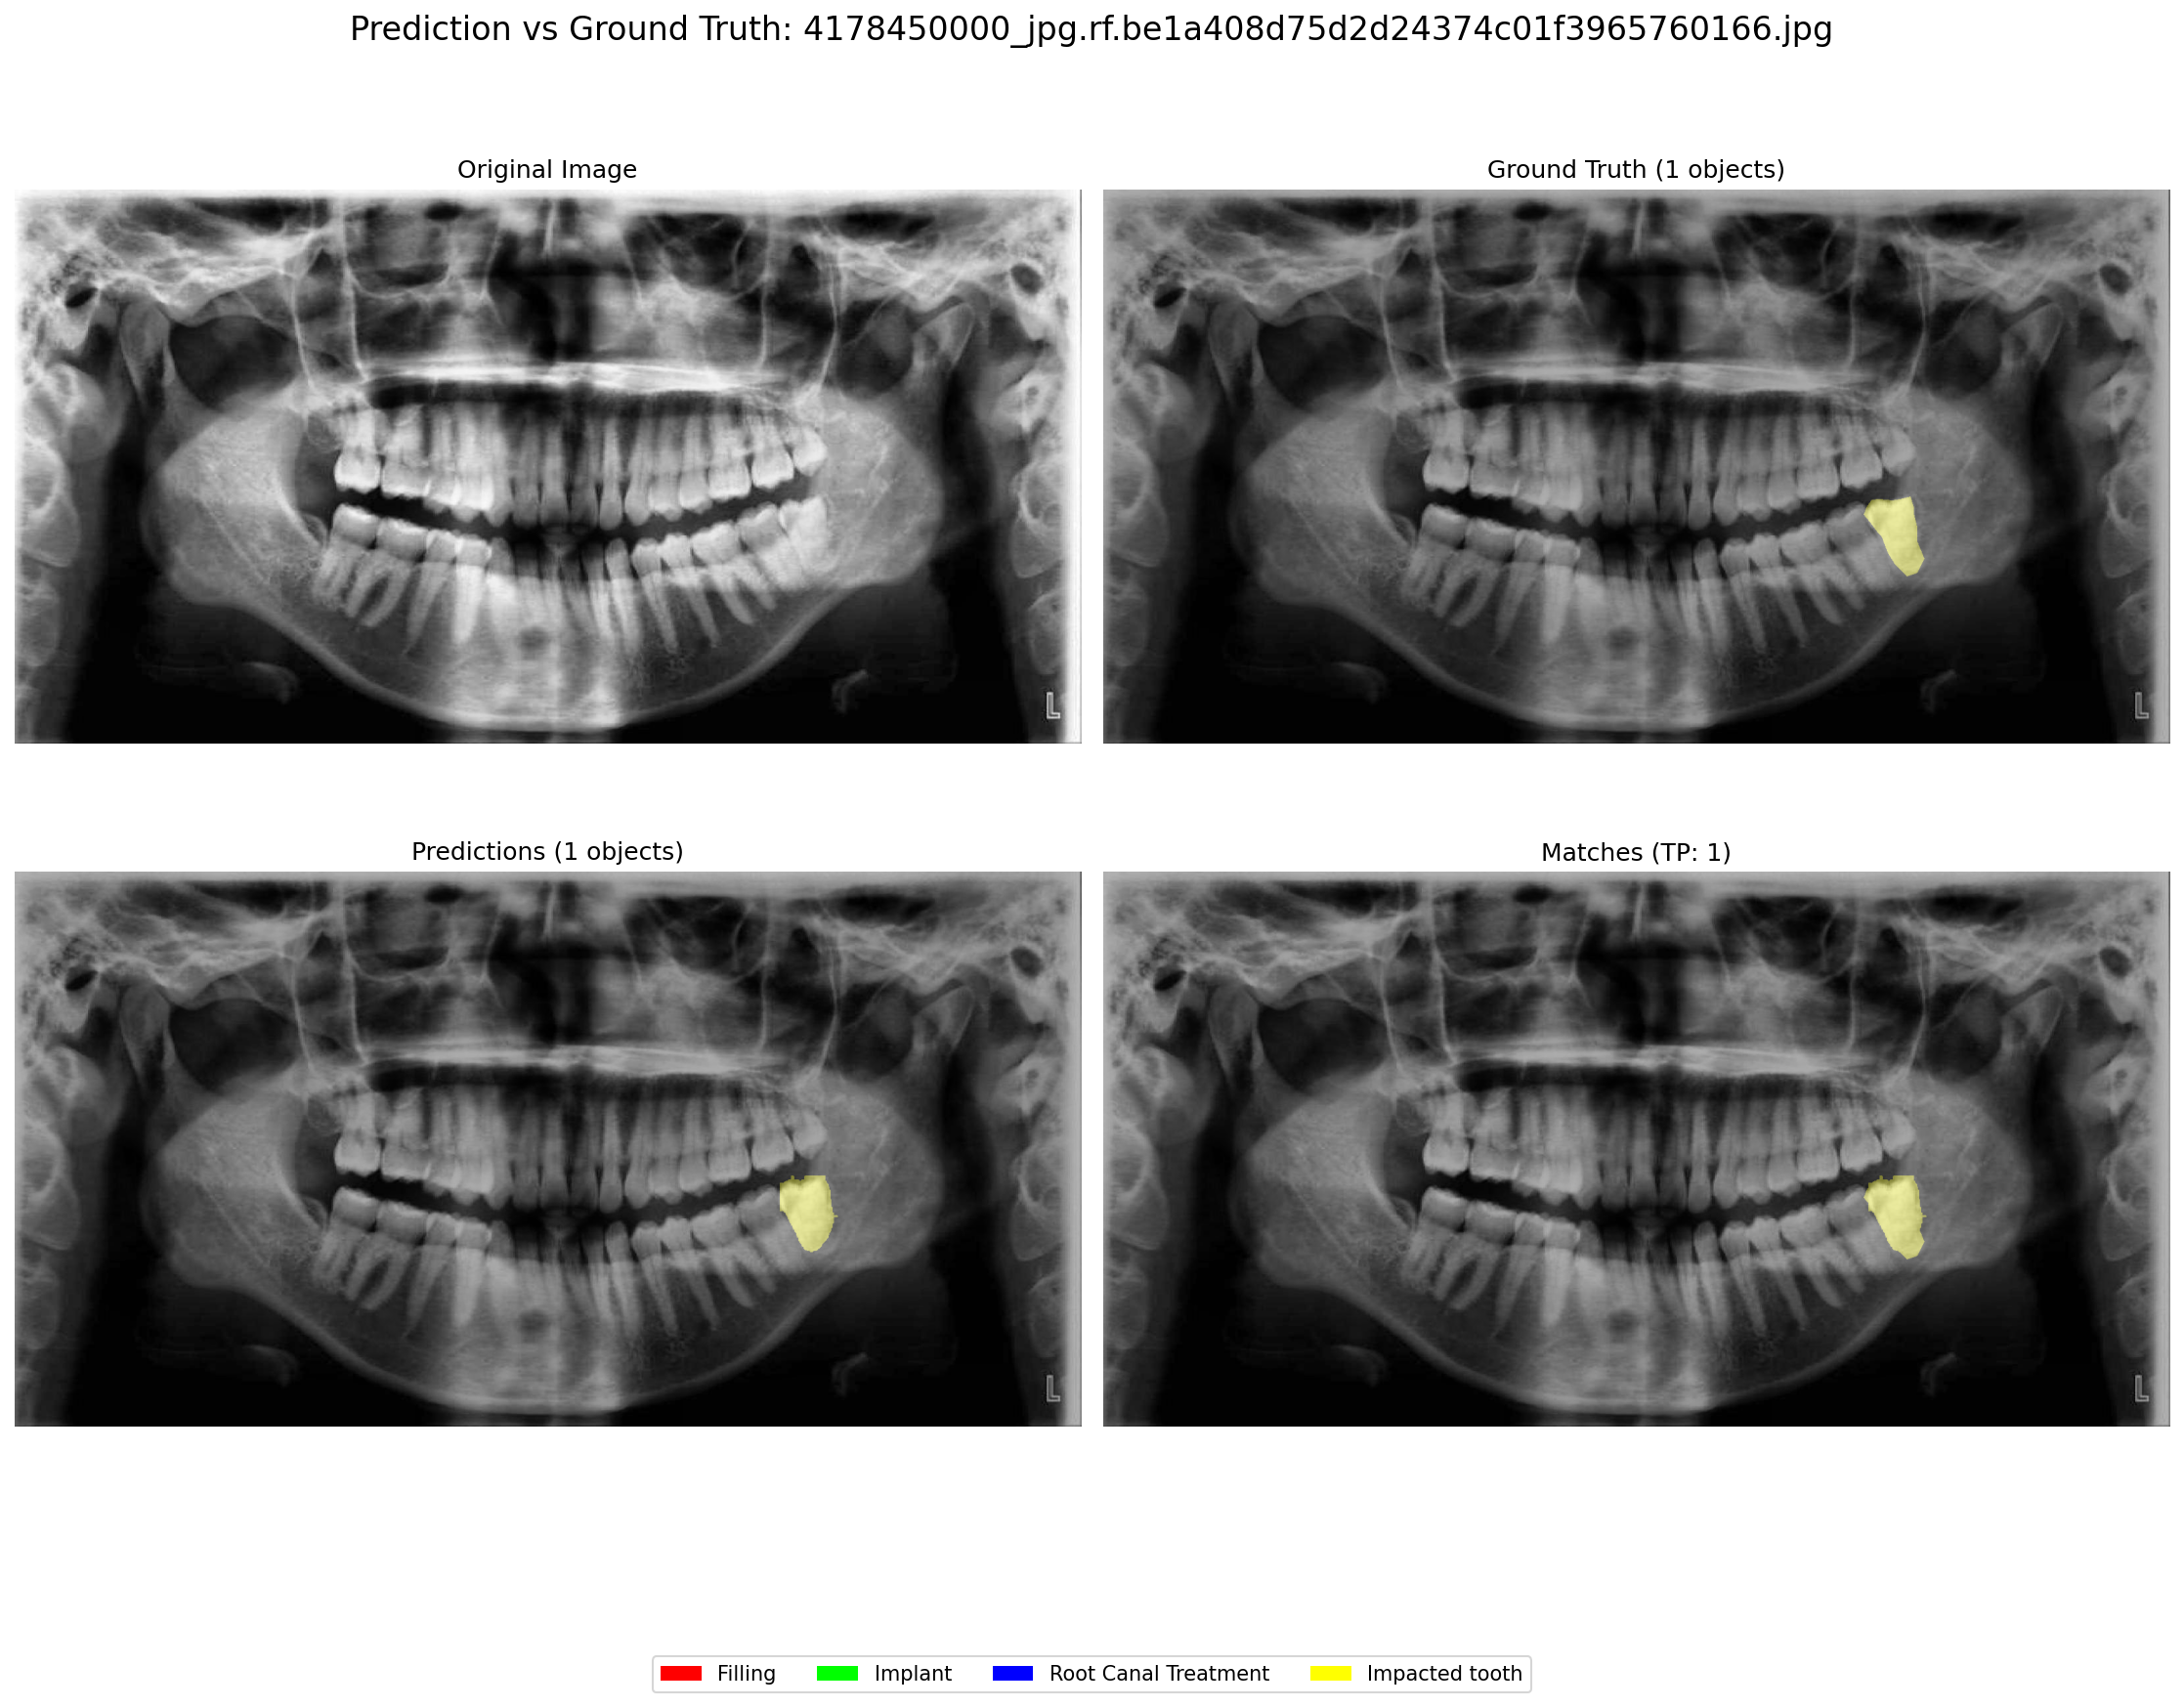 Prediction vs Ground Truth: 4178450000_jpg.rf.be1a408d75d2d24374c01f3965760166.jpg
Original Image
Ground Truth (1 objects)
L
L
Predictions (1 objects)
Matches (TP: 1)
L
L
Filling
Implant
Root Canal Treatment
Impacted tooth